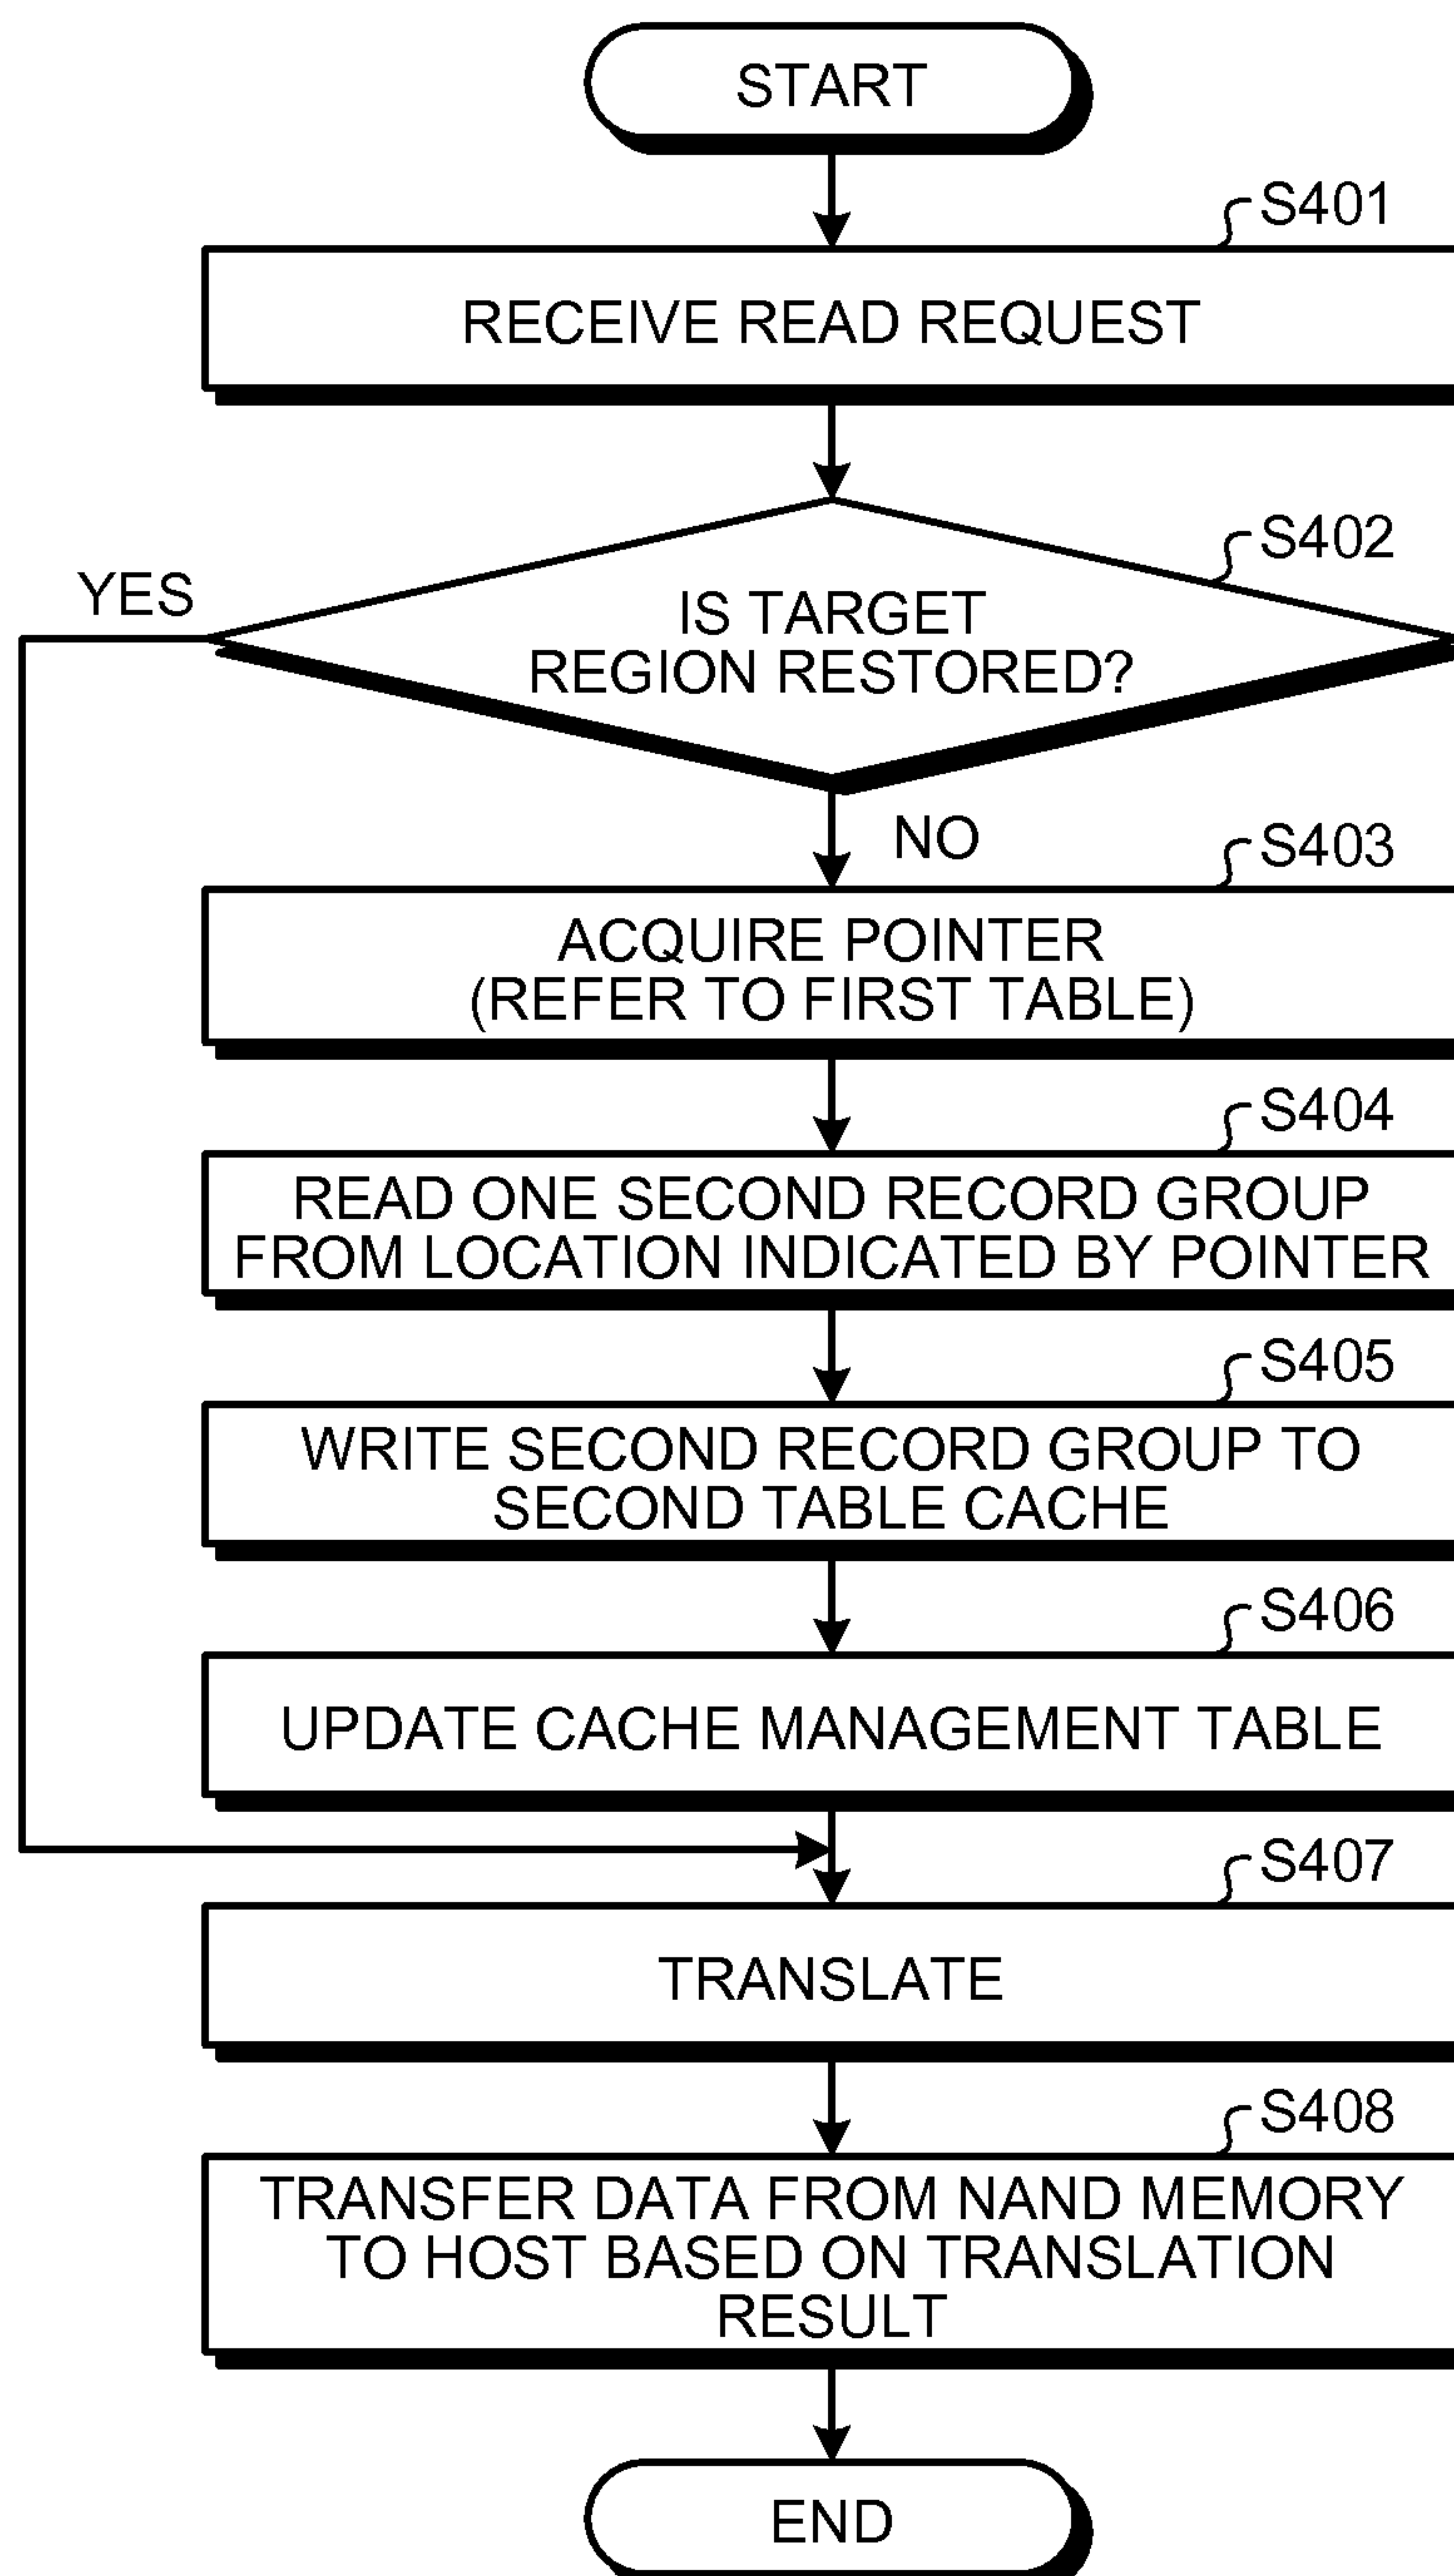 START
S401
RECEIVE READ REQUEST
S402
YES
IS TARGET
REGION RESTORED?
NO
S403
ACQUIRE POINTER
(REFER TO FIRST TABLE)
S404
READ ONE SECOND RECORD GROUP
FROM LOCATION INDICATED BY POINTER
S405
WRITE SECOND RECORD GROUP TO
SECOND TABLE CACHE
S406
UPDATE CACHE MANAGEMENT TABLE
S407
TRANSLATE
S408
TRANSFER DATA FROM NAND MEMORY
TO HOST BASED ON TRANSLATION
RESULT
END